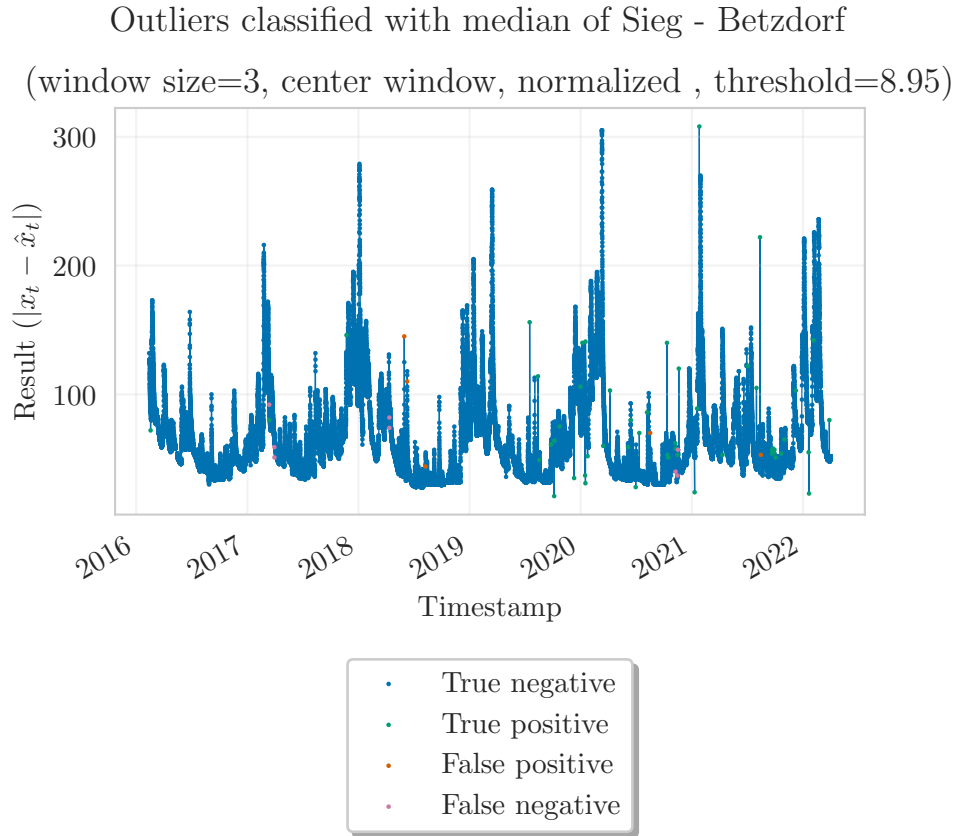 Outliers classified with median of Sieg - Betzdorf
(window size=3, center window, normalized , threshold=8.95)
Result (|x_t − x̂_t|)
300
200
100
2016
2017
2018
2019
2020
2021
2022
Timestamp
True negative
True positive
False positive
False negative